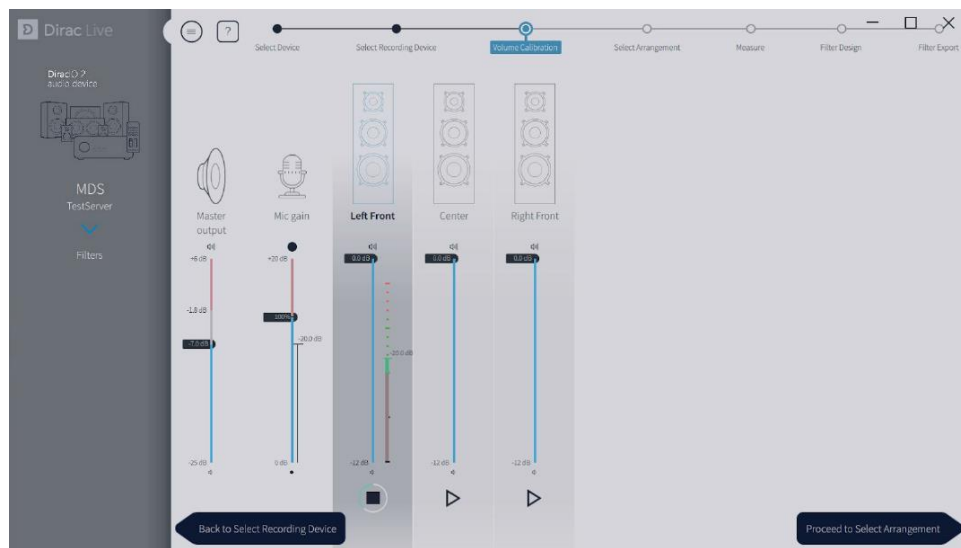 Dirac Live
?
Select Device
Select Recording Device
Volume Calibration
Select Arrangement
Measure
Filter Design
Filter Export
audio device
MDS
TestServer
Filters
Master
output
Mic gain
Left Front
Center
Right Front
+6 dB
+20 dB
0.0 dB
0.0 dB
0.0 dB
-1.8 dB
100%
-7.0 dB
-20.0 dB
-20.0 dB
-25 dB
0 dB
-12 dB
-12 dB
-12 dB
Back to Select Recording Device
Proceed to Select Arrangement